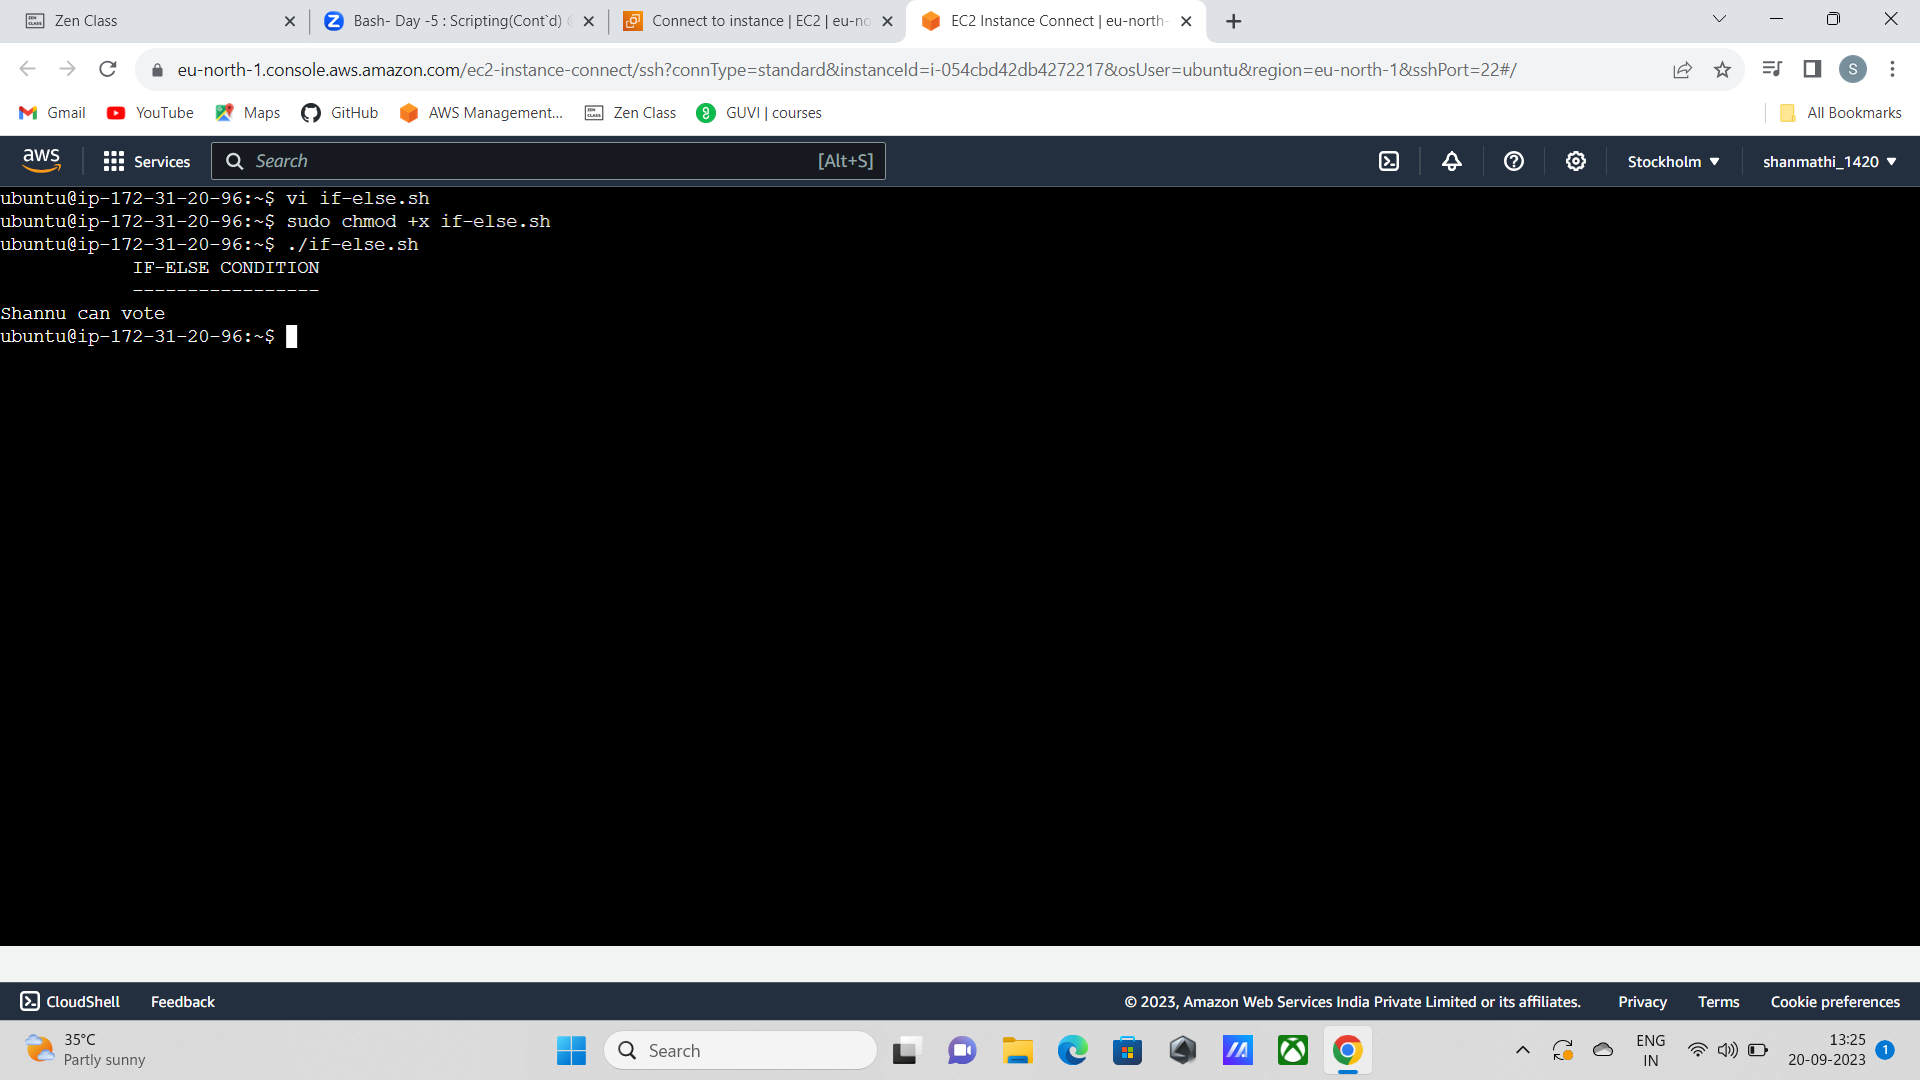 Zen Class
Bash- Day -5 : Scripting(Cont`d)
Connect to instance | EC2 | eu-no
EC2 Instance Connect | eu-north-
eu-north-1.console.aws.amazon.com/ec2-instance-connect/ssh?connType=standard&instanceId=i-054cbd42db4272217&osUser=ubuntu&region=eu-north-1&sshPort=22#/
S
Gmail
YouTube
Maps
GitHub
AWS Management...
Zen Class
GUVI | courses
All Bookmarks
aws
Services
Search
[Alt+S]
Stockholm
shanmathi_1420
ubuntu@ip-172-31-20-96:~$ vi if-else.sh
ubuntu@ip-172-31-20-96:~$ sudo chmod +x if-else.sh
ubuntu@ip-172-31-20-96:~$ ./if-else.sh
IF-ELSE CONDITION
-----------------
Shannu can vote
ubuntu@ip-172-31-20-96:~$
CloudShell
Feedback
© 2023, Amazon Web Services India Private Limited or its affiliates.
Privacy
Terms
Cookie preferences
35°C
Partly sunny
Search
ENG
IN
13:25
20-09-2023
1